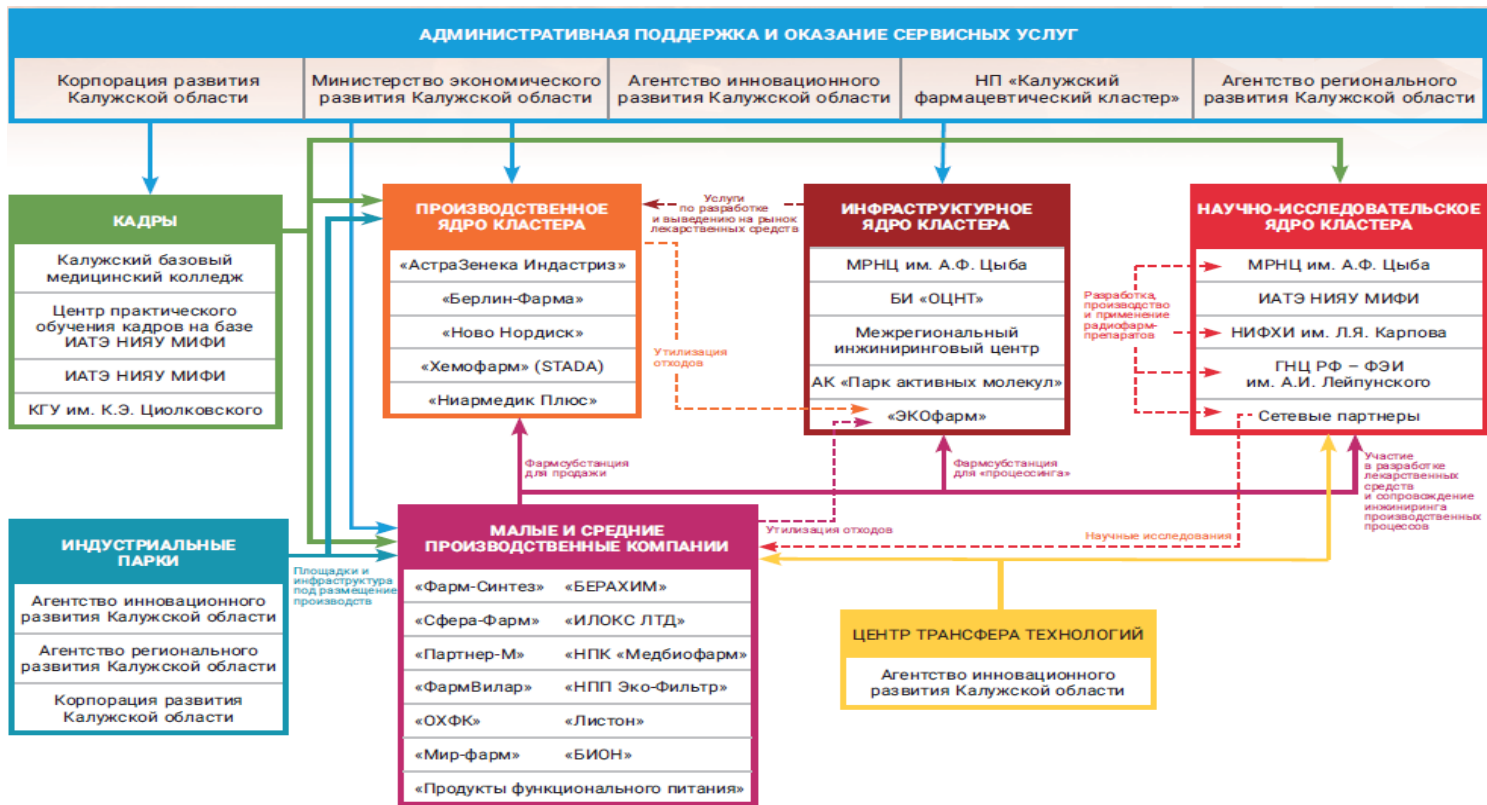 АДМИНИСТРАТИВНАЯ ПОДДЕРЖКА И ОКАЗАНИЕ СЕРВИСНЫХ УСЛУГ
Корпорация развития
Калужской области
Министерство экономического
развития Калужской области
Агентство инновационного
развития Калужской области
НП «Калужский
фармацевтический кластер»
Агентство регионального
развития Калужской области
КАДРЫ
Калужский базовый
медицинский колледж
Центр практического
обучения кадров на базе
ИАТЭ НИЯУ МИФИ
ИАТЭ НИЯУ МИФИ
КГУ им. К.Э. Циолковского
ПРОИЗВОДСТВЕННОЕ
ЯДРО КЛАСТЕРА
«АстраЗенека Индастриз»
«Берлин-Фарма»
«Ново Нордиск»
«Хемофарм» (STADA)
«Ниармедик Плюс»
Услуги
по разработке
и выведению на рынок
лекарственных средств
Утилизация
отходов
ИНФРАСТРУКТУРНОЕ
ЯДРО КЛАСТЕРА
МРНЦ им. А.Ф. Цыба
БИ «ОЦНТ»
Межрегиональный
инжиниринговый центр
АК «Парк активных молекул»
«ЭКОфарм»
Разработка,
производство
и применение
радиофарм-
препаратов
НАУЧНО-ИССЛЕДОВАТЕЛЬСКОЕ
ЯДРО КЛАСТЕРА
МРНЦ им. А.Ф. Цыба
ИАТЭ НИЯУ МИФИ
НИФХИ им. Л.Я. Карпова
ГНЦ РФ – ФЭИ
им. А.И. Лейпунского
Сетевые партнеры
Фармсубстанция
для продажи
Фармсубстанция
для «процессинга»
Участие
в разработке
лекарственных
средств
и сопровождение
инжиниринга
производственных
процессов
ИНДУСТРИАЛЬНЫЕ
ПАРКИ
Агентство инновационного
развития Калужской области
Агентство регионального
развития Калужской области
Корпорация развития
Калужской области
Площадки и
инфраструктура
под размещение
производств
МАЛЫЕ И СРЕДНИЕ
ПРОИЗВОДСТВЕННЫЕ КОМПАНИИ
«Фарм-Синтез» «БЕРАХИМ»
«Сфера-Фарм» «ИЛОКС ЛТД»
«Партнер-М» «НПК «Медбиофарм»
«ФармВилар» «НПП Эко-Фильтр»
«ОХФК» «Листон»
«Мир-фарм» «БИОН»
«Продукты функционального питания»
Утилизация отходов
Научные исследования
ЦЕНТР ТРАНСФЕРА ТЕХНОЛОГИЙ
Агентство инновационного
развития Калужской области